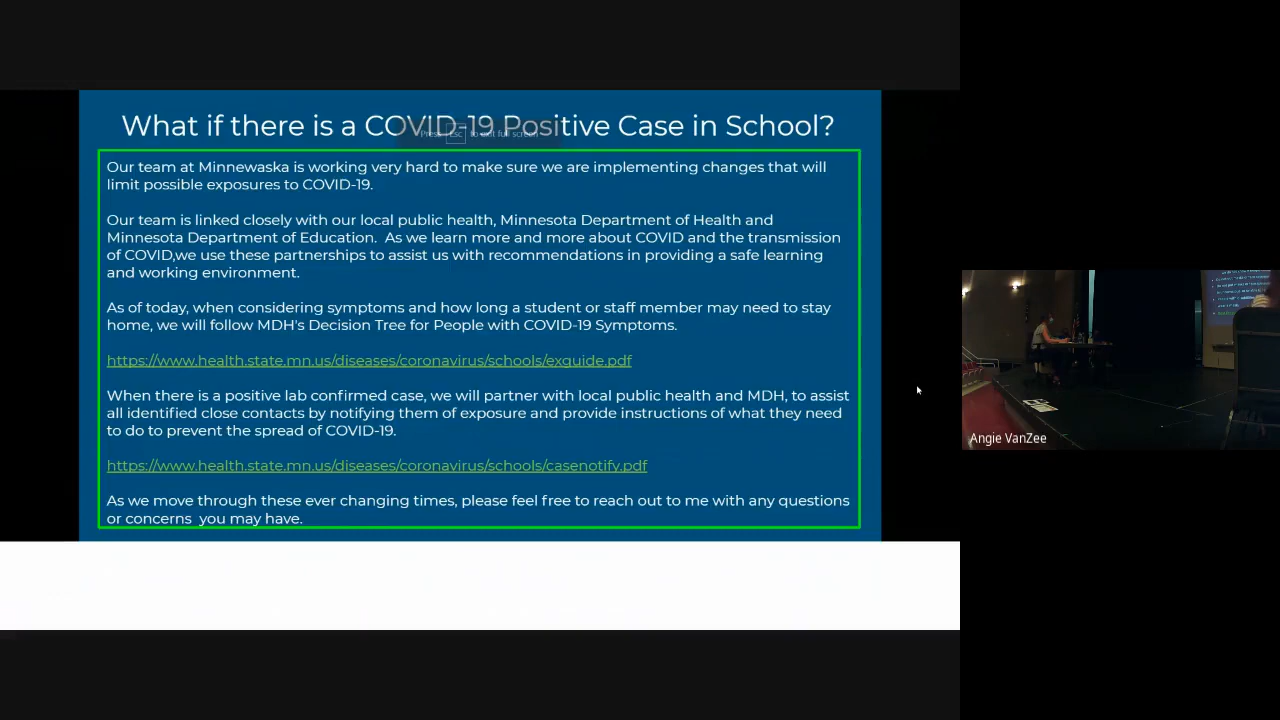 What if there is a COVID-19 Positive Case in School?
Press Esc to exit full screen
Our team at Minnewaska is working very hard to make sure we are implementing changes that will
limit possible exposures to COVID-19.
Our team is linked closely with our local public health, Minnesota Department of Health and
Minnesota Department of Education.  As we learn more and more about COVID and the transmission
of COVID,we use these partnerships to assist us with recommendations in providing a safe learning
and working environment.
As of today, when considering symptoms and how long a student or staff member may need to stay
home, we will follow MDH's Decision Tree for People with COVID-19 Symptoms.
https://www.health.state.mn.us/diseases/coronavirus/schools/exguide.pdf
When there is a positive lab confirmed case, we will partner with local public health and MDH, to assist
all identified close contacts by notifying them of exposure and provide instructions of what they need
to do to prevent the spread of COVID-19.
https://www.health.state.mn.us/diseases/coronavirus/schools/casenotify.pdf
As we move through these ever changing times, please feel free to reach out to me with any questions
or concerns  you may have.
Angie VanZee